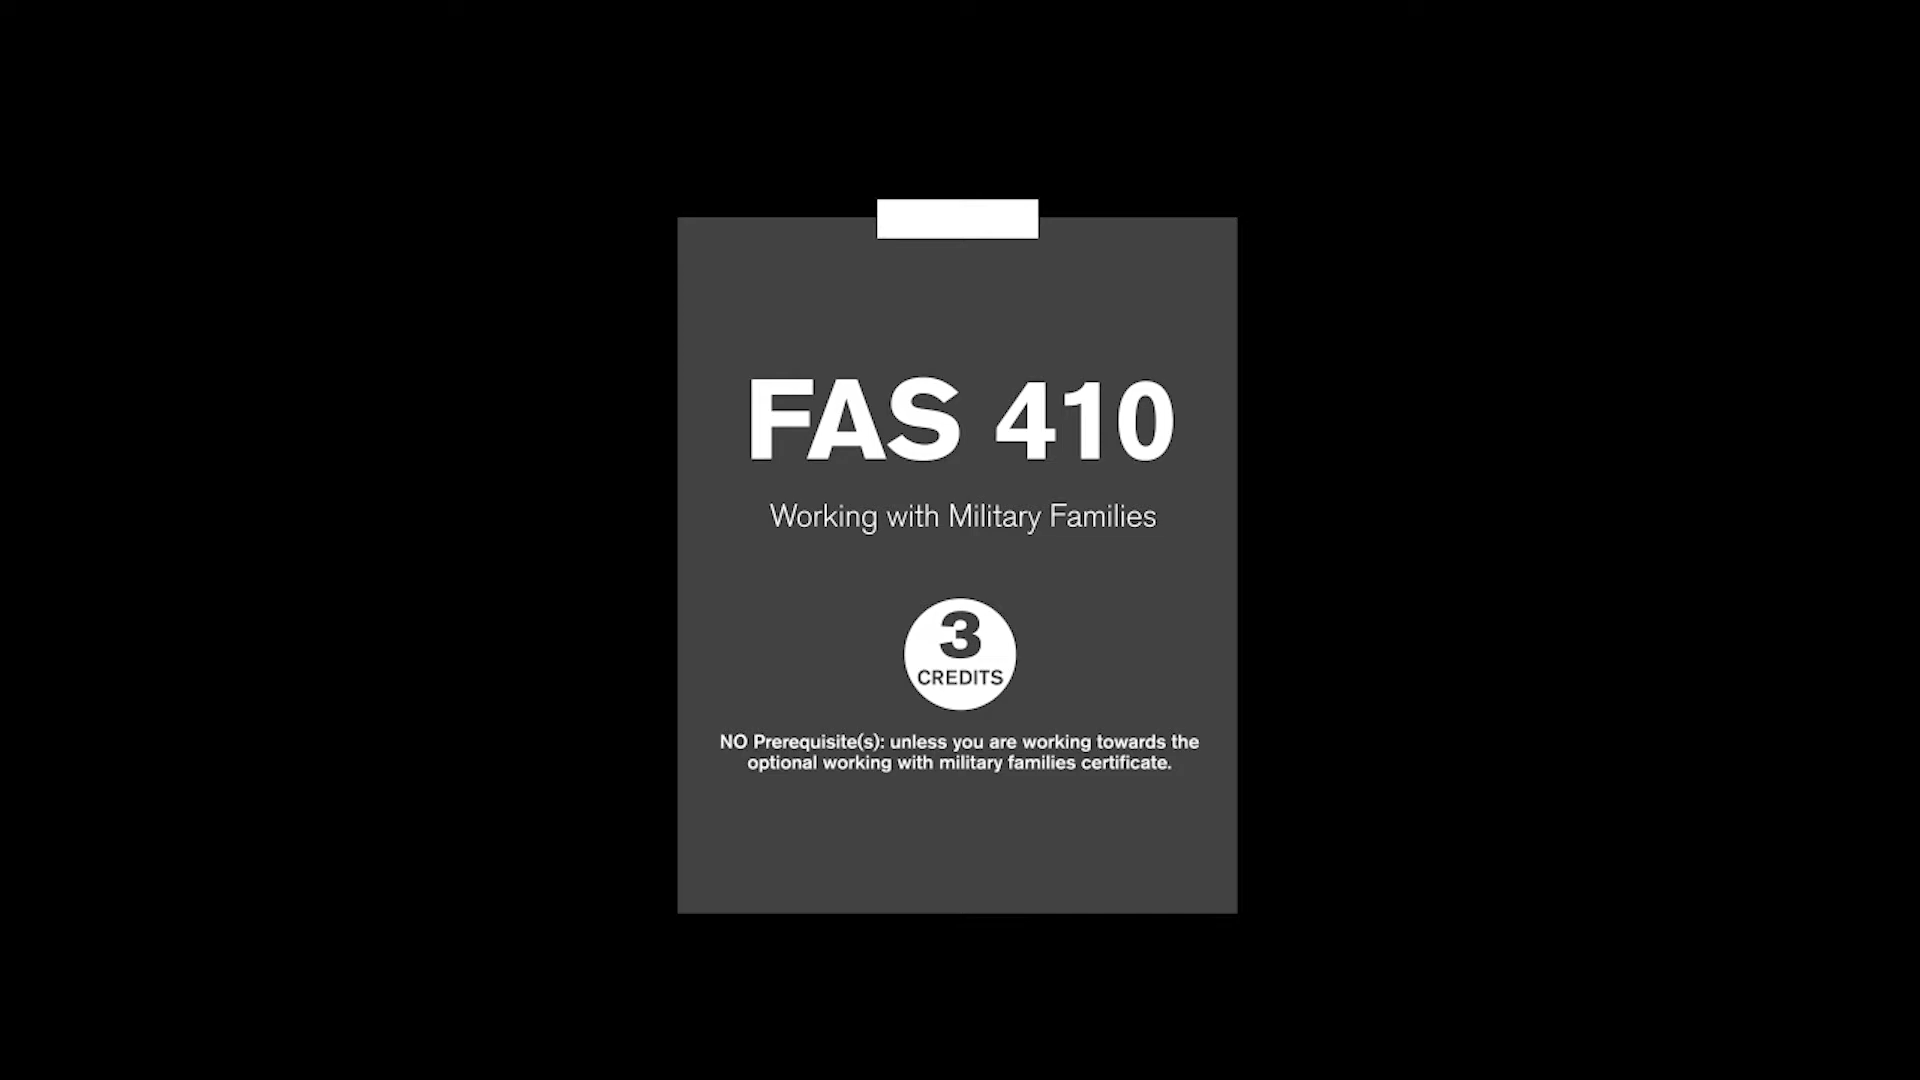 FAS 410
Working with Military Families
3
CREDITS
NO Prerequisite(s): unless you are working towards the
optional working with military families certificate.